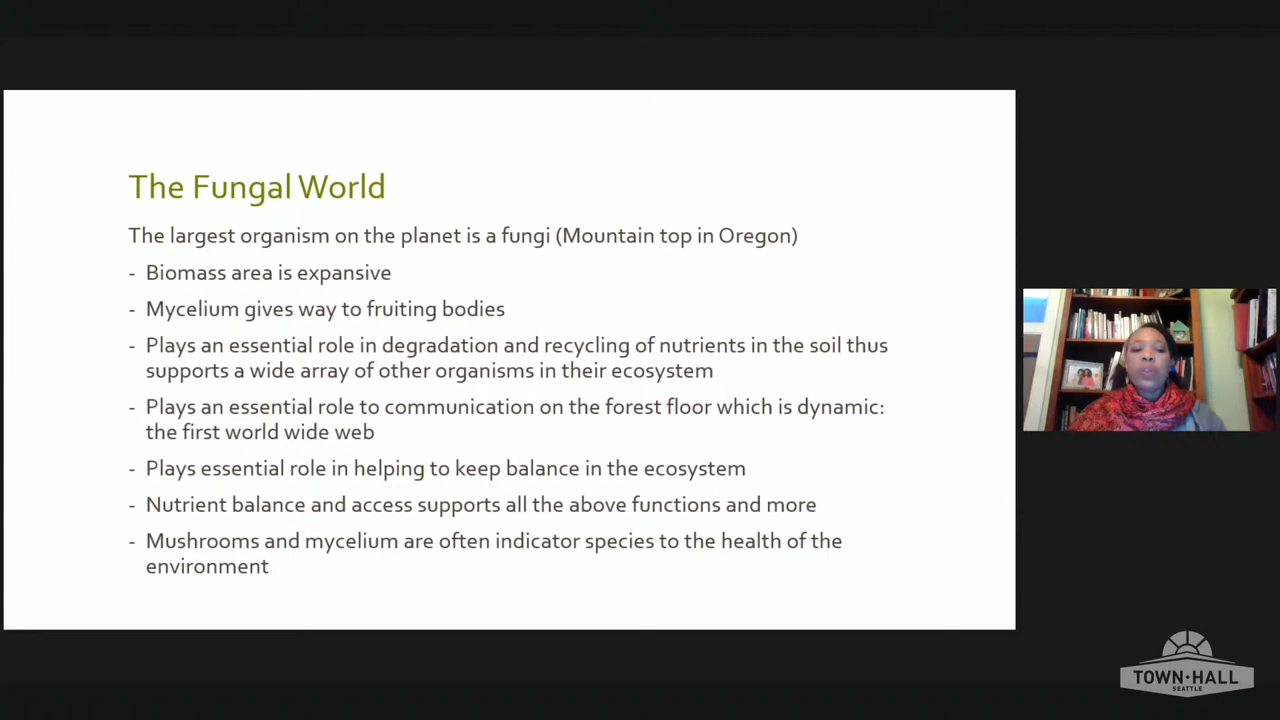 The Fungal World
The largest organism on the planet is a fungi (Mountain top in Oregon)
- Biomass area is expansive
- Mycelium gives way to fruiting bodies
- Plays an essential role in degradation and recycling of nutrients in the soil thus
supports a wide array of other organisms in their ecosystem
- Plays an essential role to communication on the forest floor which is dynamic:
the first world wide web
- Plays essential role in helping to keep balance in the ecosystem
- Nutrient balance and access supports all the above functions and more
- Mushrooms and mycelium are often indicator species to the health of the
environment
TOWN HALL
SEATTLE